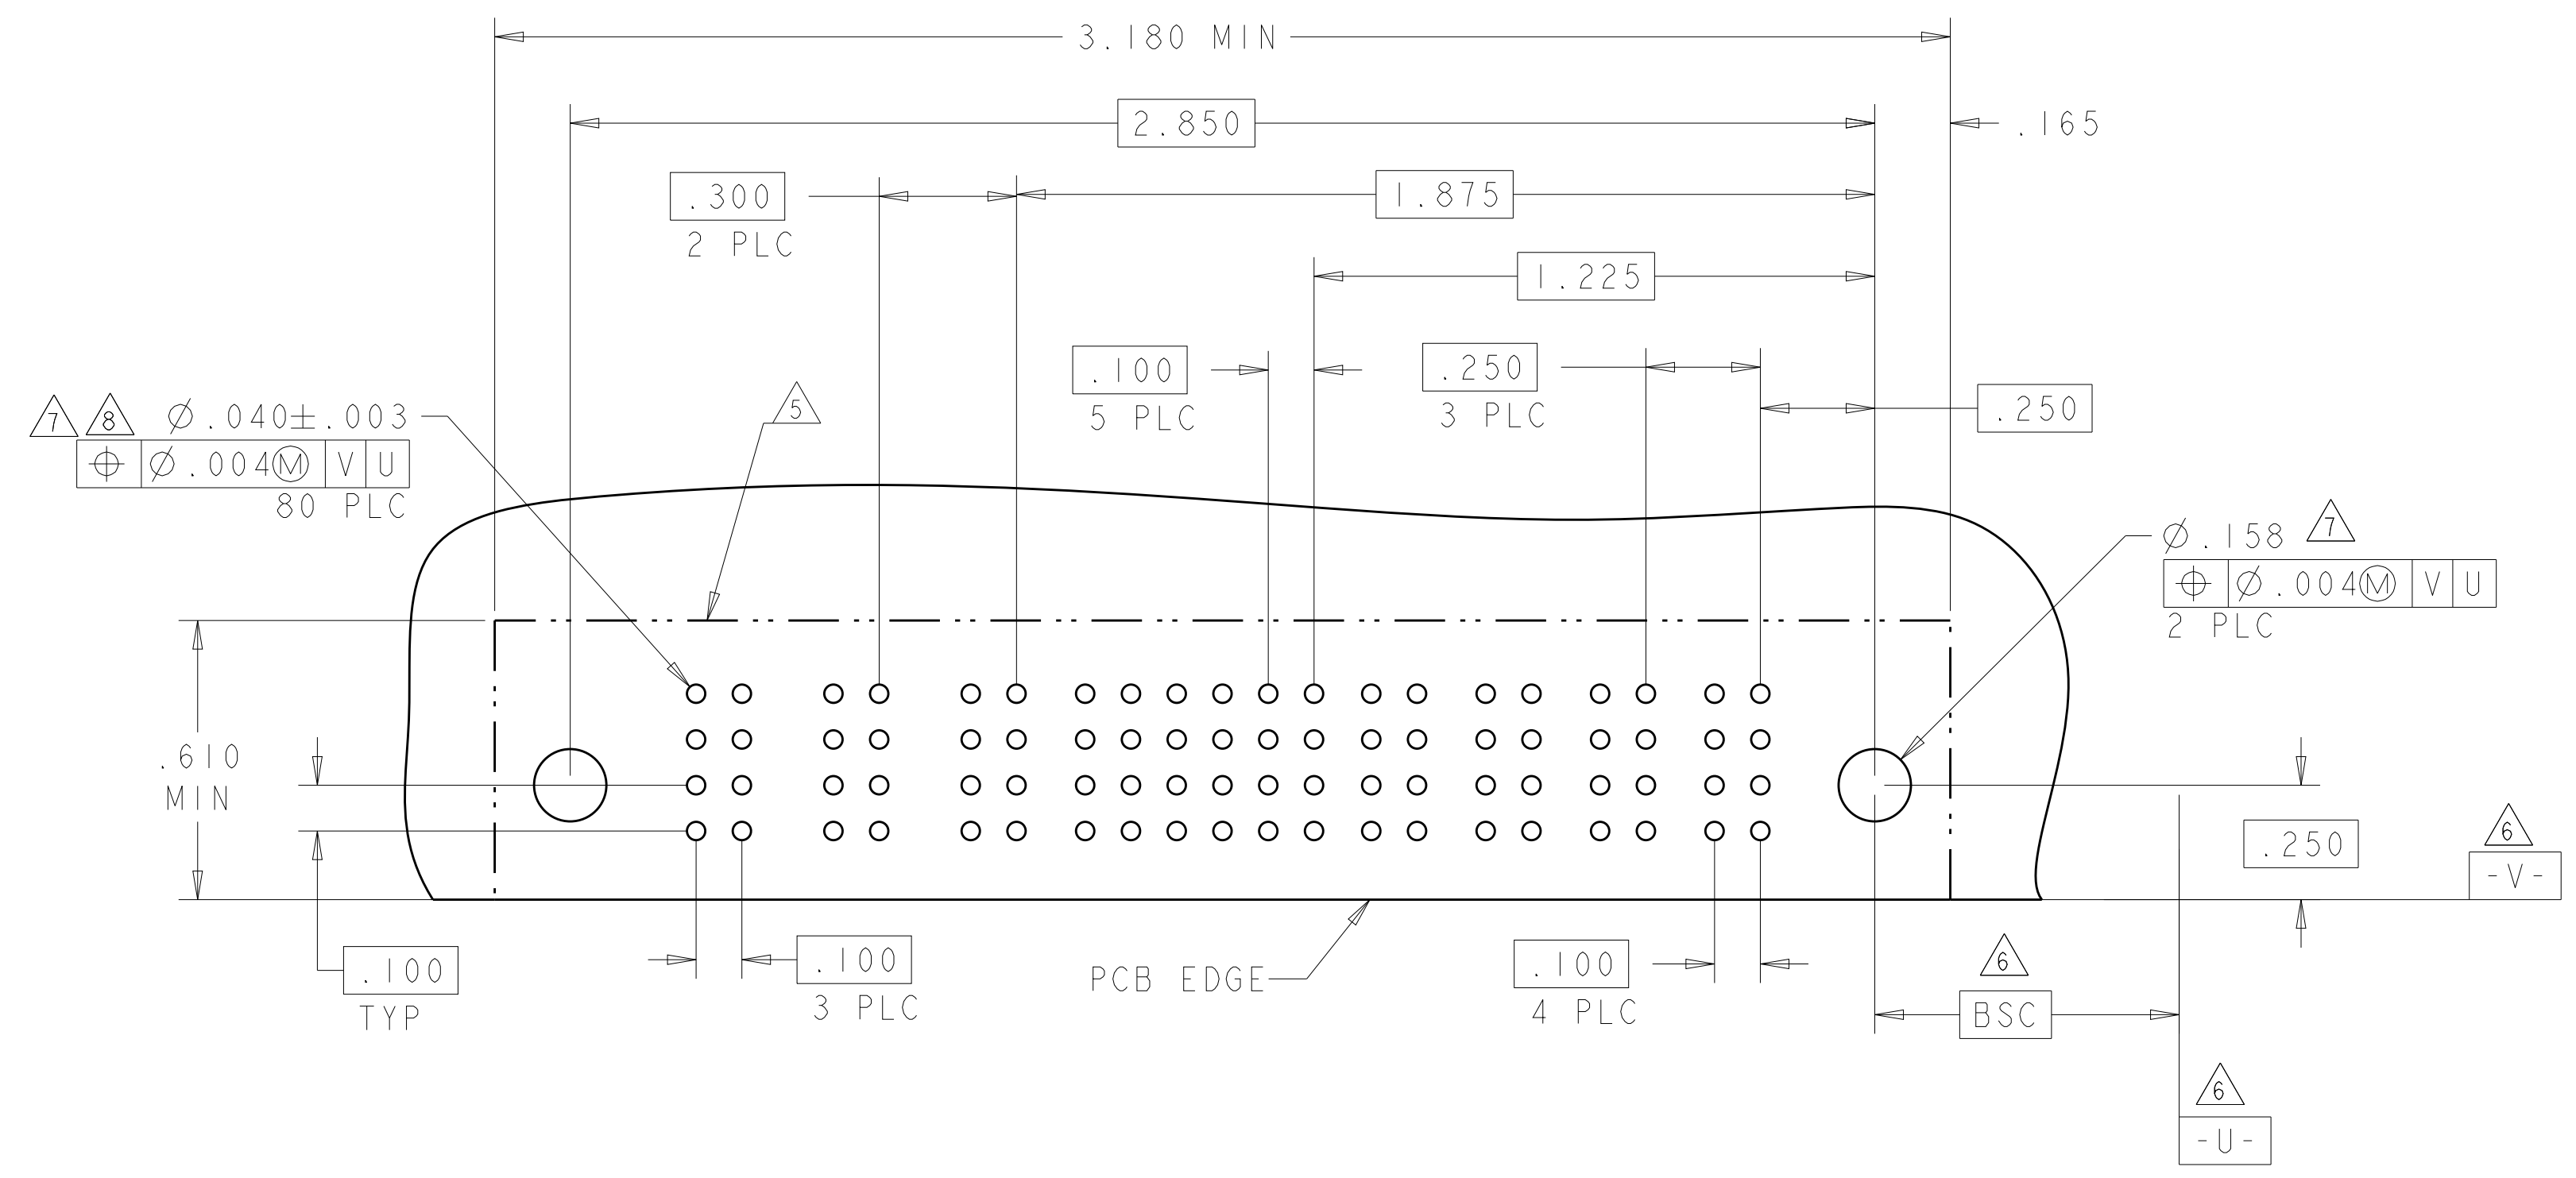 3.180 MIN
2.850
.165
.300
2 PLC
1.875
1.225
.100
5 PLC
.250
3 PLC
.250
7 8 Ø.040±.003
⌖ Ø.004Ⓜ V U
80 PLC
5
Ø.158 7
⌖ Ø.004Ⓜ V U
2 PLC
.610
MIN
.250
6
-V-
.100
TYP
.100
3 PLC
PCB EDGE
.100
4 PLC
6
BSC
6
-U-